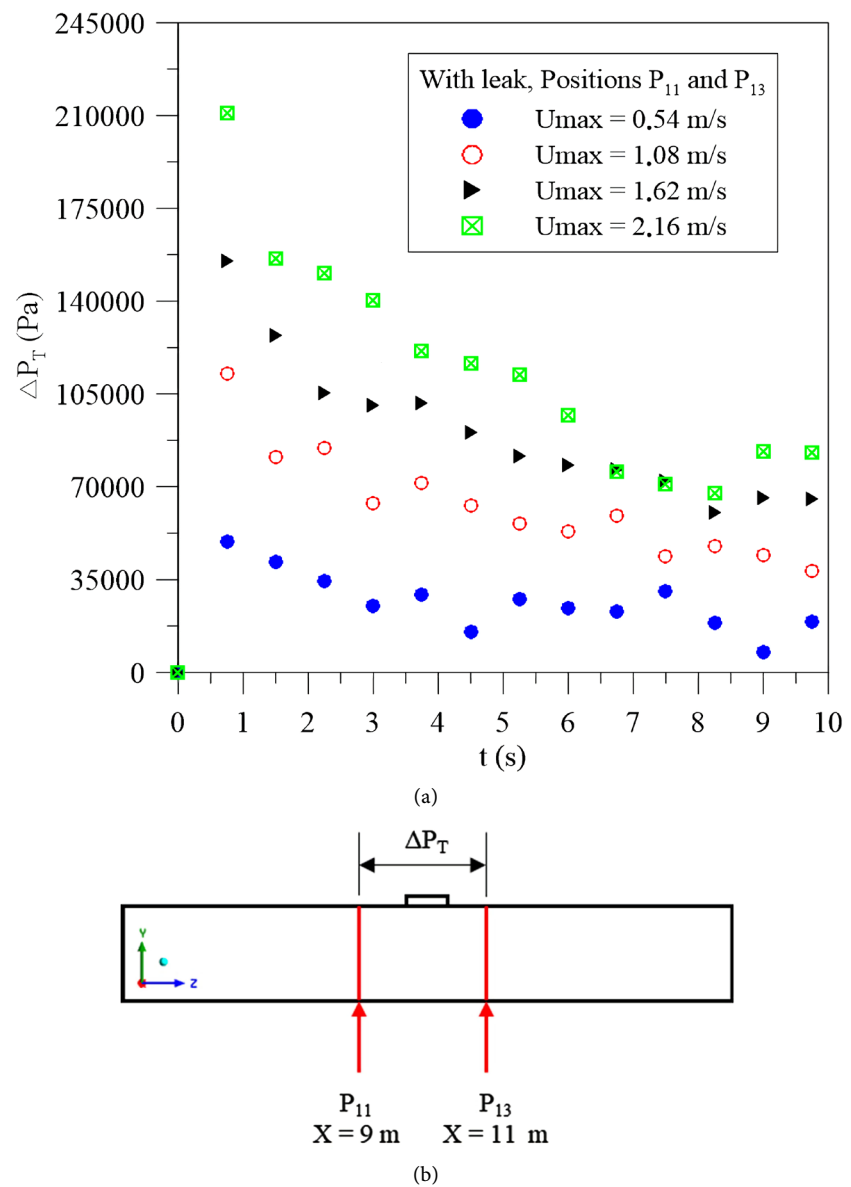 245000
210000
175000
140000
105000
70000
35000
0
△P_T (Pa)
With leak, Positions P₁₁ and P₁₃
Umax = 0.54 m/s
Umax = 1.08 m/s
Umax = 1.62 m/s
Umax = 2.16 m/s
0 1 2 3 4 5 6 7 8 9 10
t (s)
(a)
ΔP_T
Y
Z
P₁₁ P₁₃
X = 9 m X = 11 m
(b)